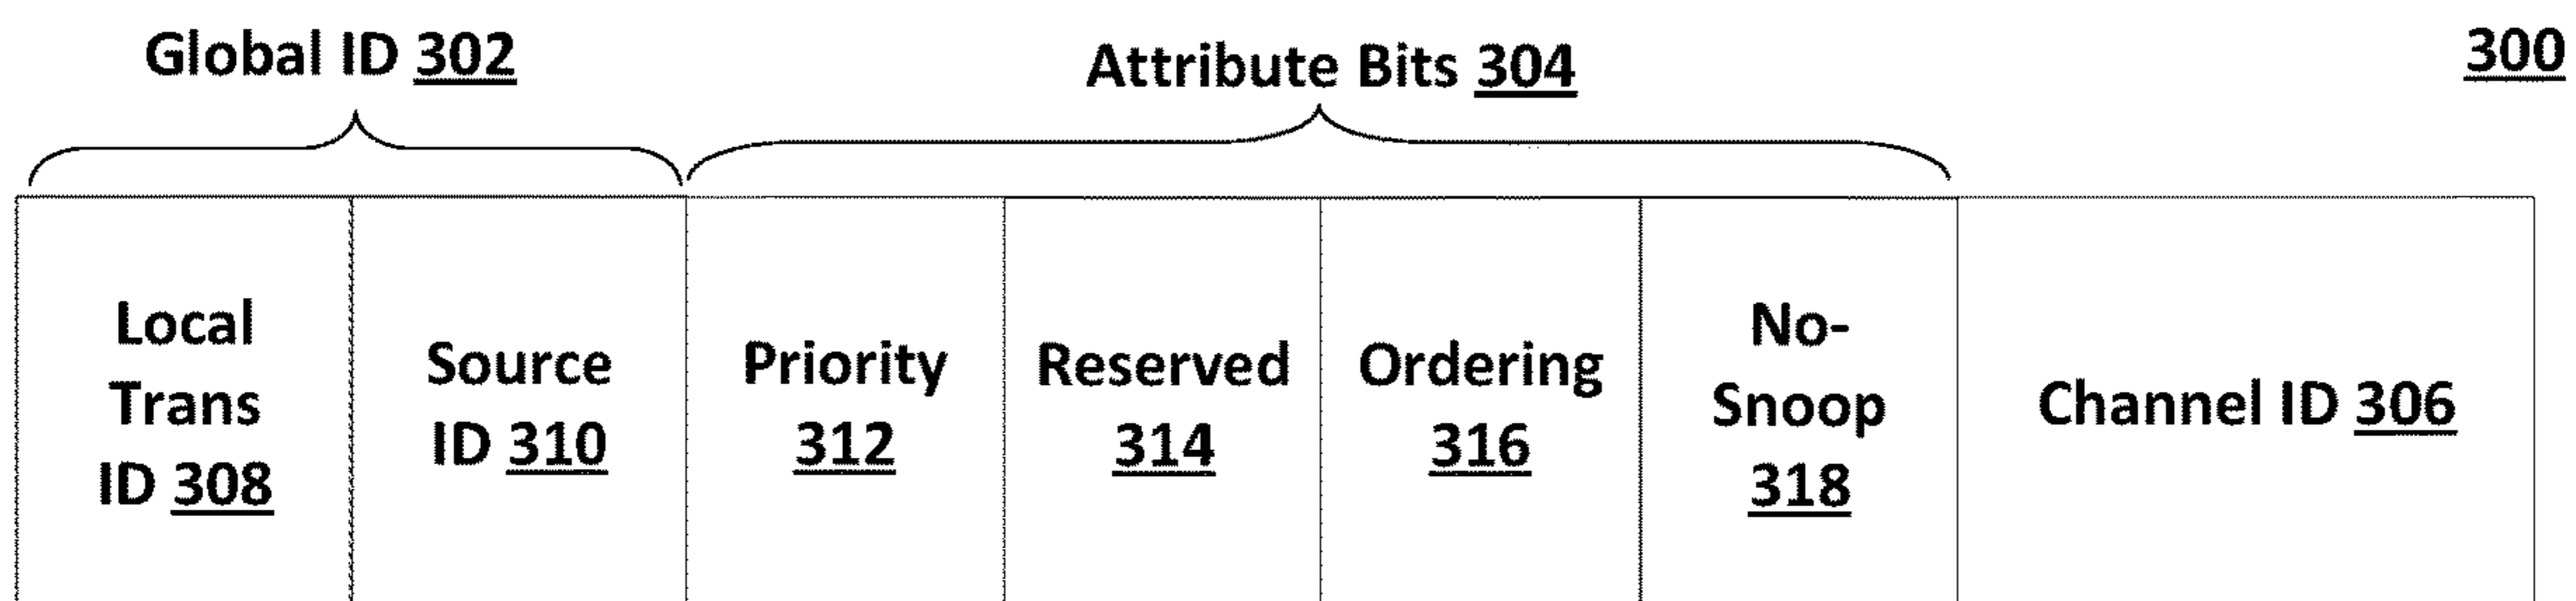 Global ID 302
Attribute Bits 304
300
Local
Trans
ID 308
Source
ID 310
Priority
312
Reserved
314
Ordering
316
No-
Snoop
318
Channel ID 306